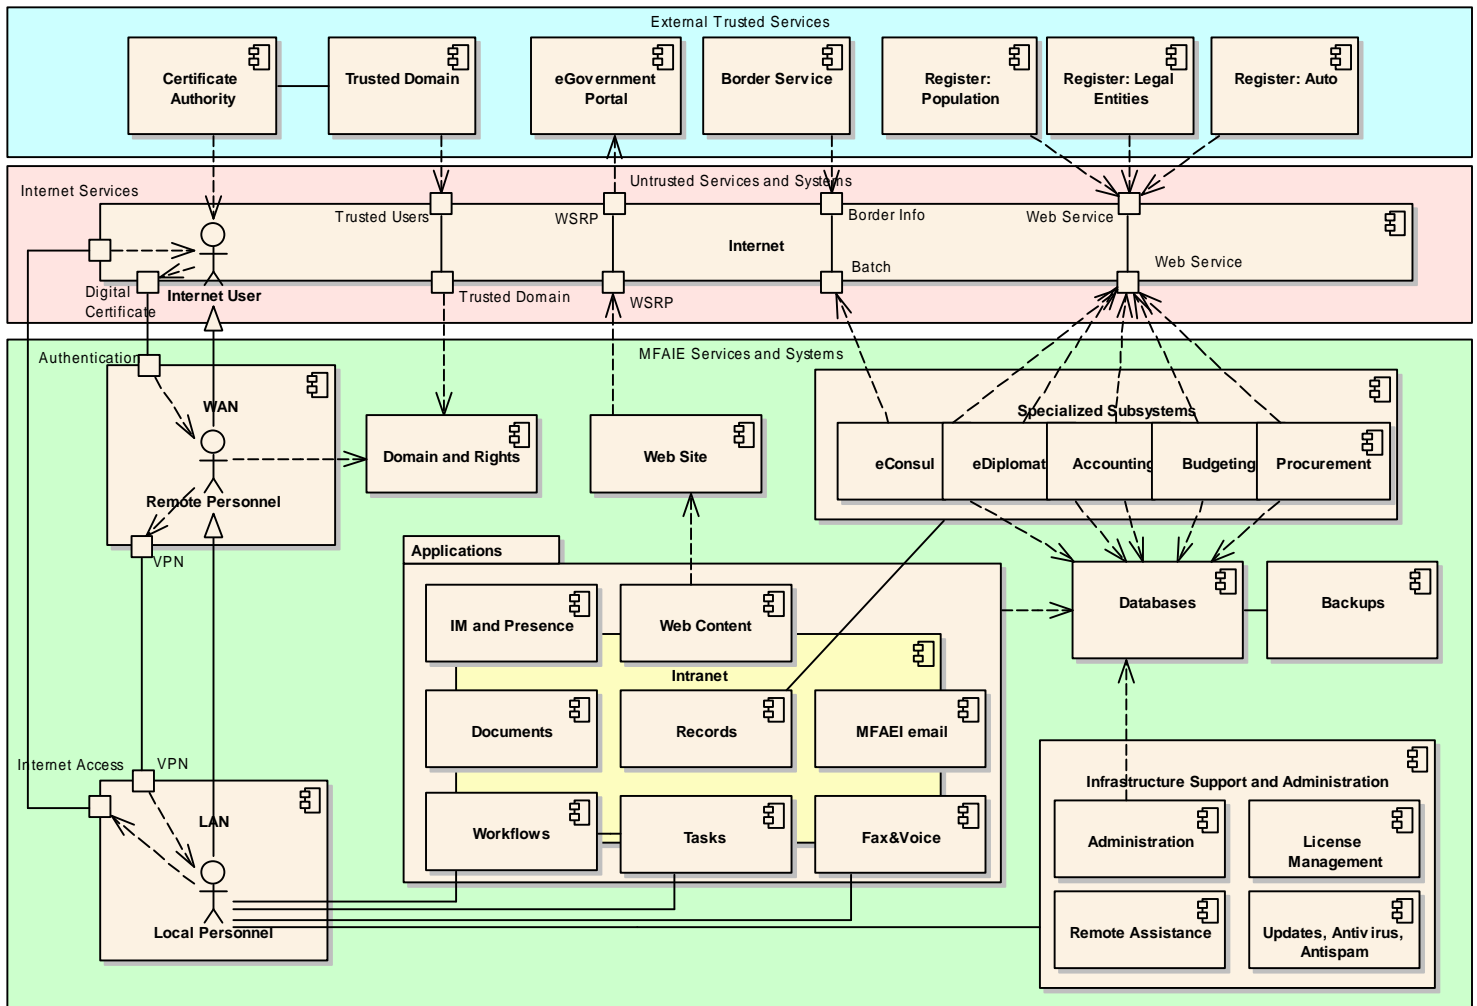 External Trusted Services
Certificate
Authority
Trusted Domain
eGovernment
Portal
Border Service
Register:
Population
Register: Legal
Entities
Register: Auto
Untrusted Services and Systems
Internet Services
Trusted Users
WSRP
Border Info
Web Service
Internet
Batch
Web Service
Digital
Certificate
Internet User
Trusted Domain
WSRP
MFAIE Services and Systems
Authentication
WAN
Remote Personnel
VPN
Domain and Rights
Web Site
Specialized Subsystems
eConsul
eDiplomat
Accounting
Budgeting
Procurement
Applications
IM and Presence
Web Content
Intranet
Documents
Records
MFAEI email
Workflows
Tasks
Fax&Voice
Databases
Backups
Internet Access
VPN
LAN
Local Personnel
Infrastructure Support and Administration
Administration
License
Management
Remote Assistance
Updates, Antivirus,
Antispam